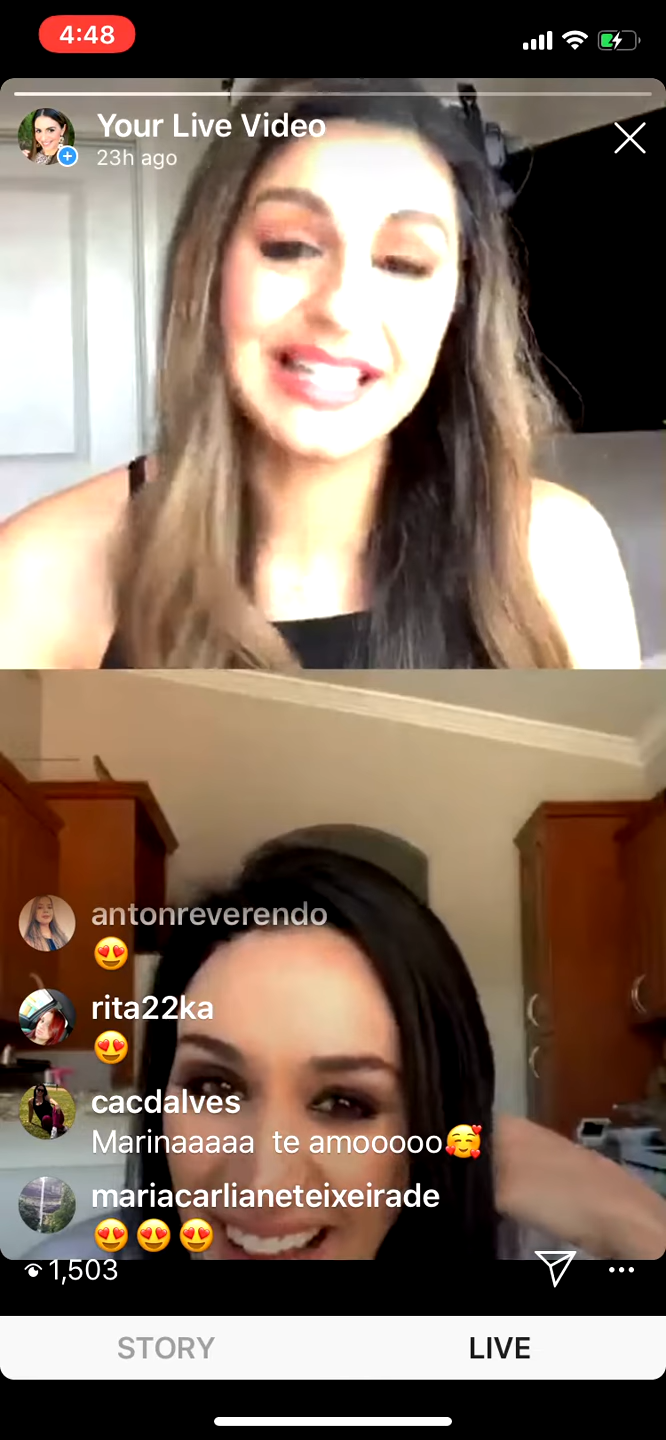 4:48
Your Live Video
23h ago
antonreverendo
😍
rita22ka
😍
cacdalves
Marinaaaaa te amooooo🥰
mariacarlianeteixeirade
😍😍😍
1,503
STORY
LIVE